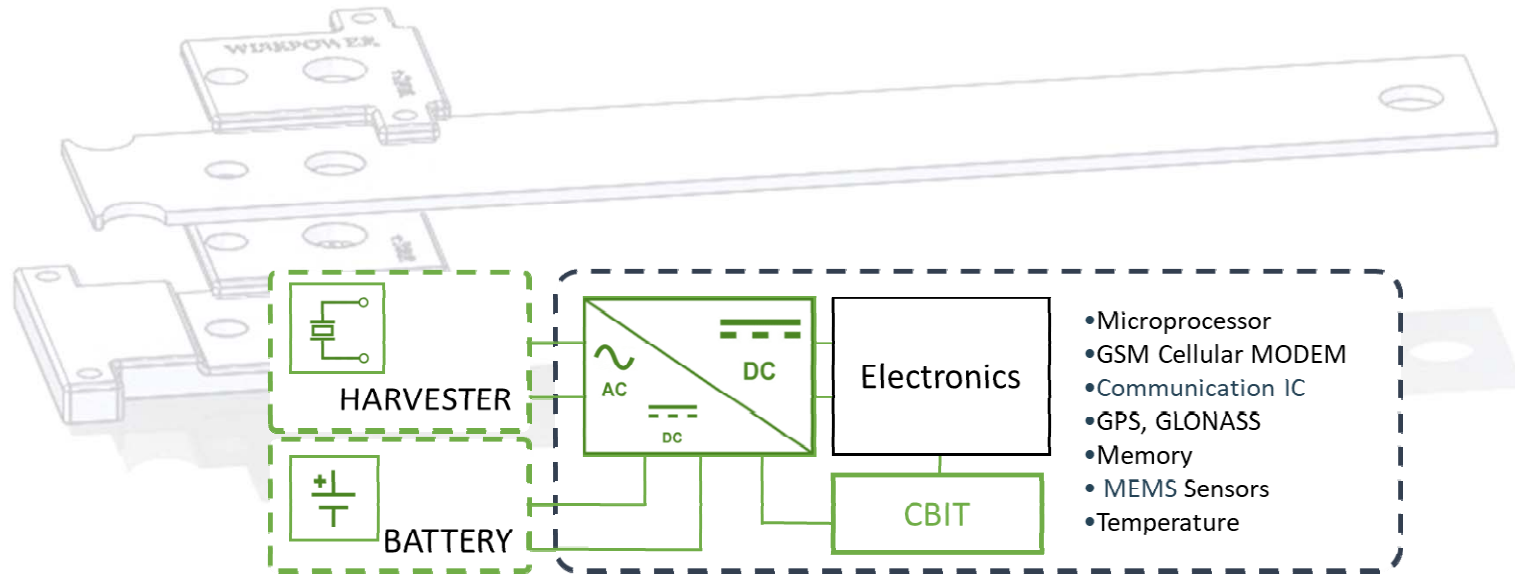 WISEPOWER
HARVESTER
BATTERY
AC
DC
DC
Electronics
CBIT
•Microprocessor
•GSM Cellular MODEM
•Communication IC
•GPS, GLONASS
•Memory
• MEMS Sensors
•Temperature